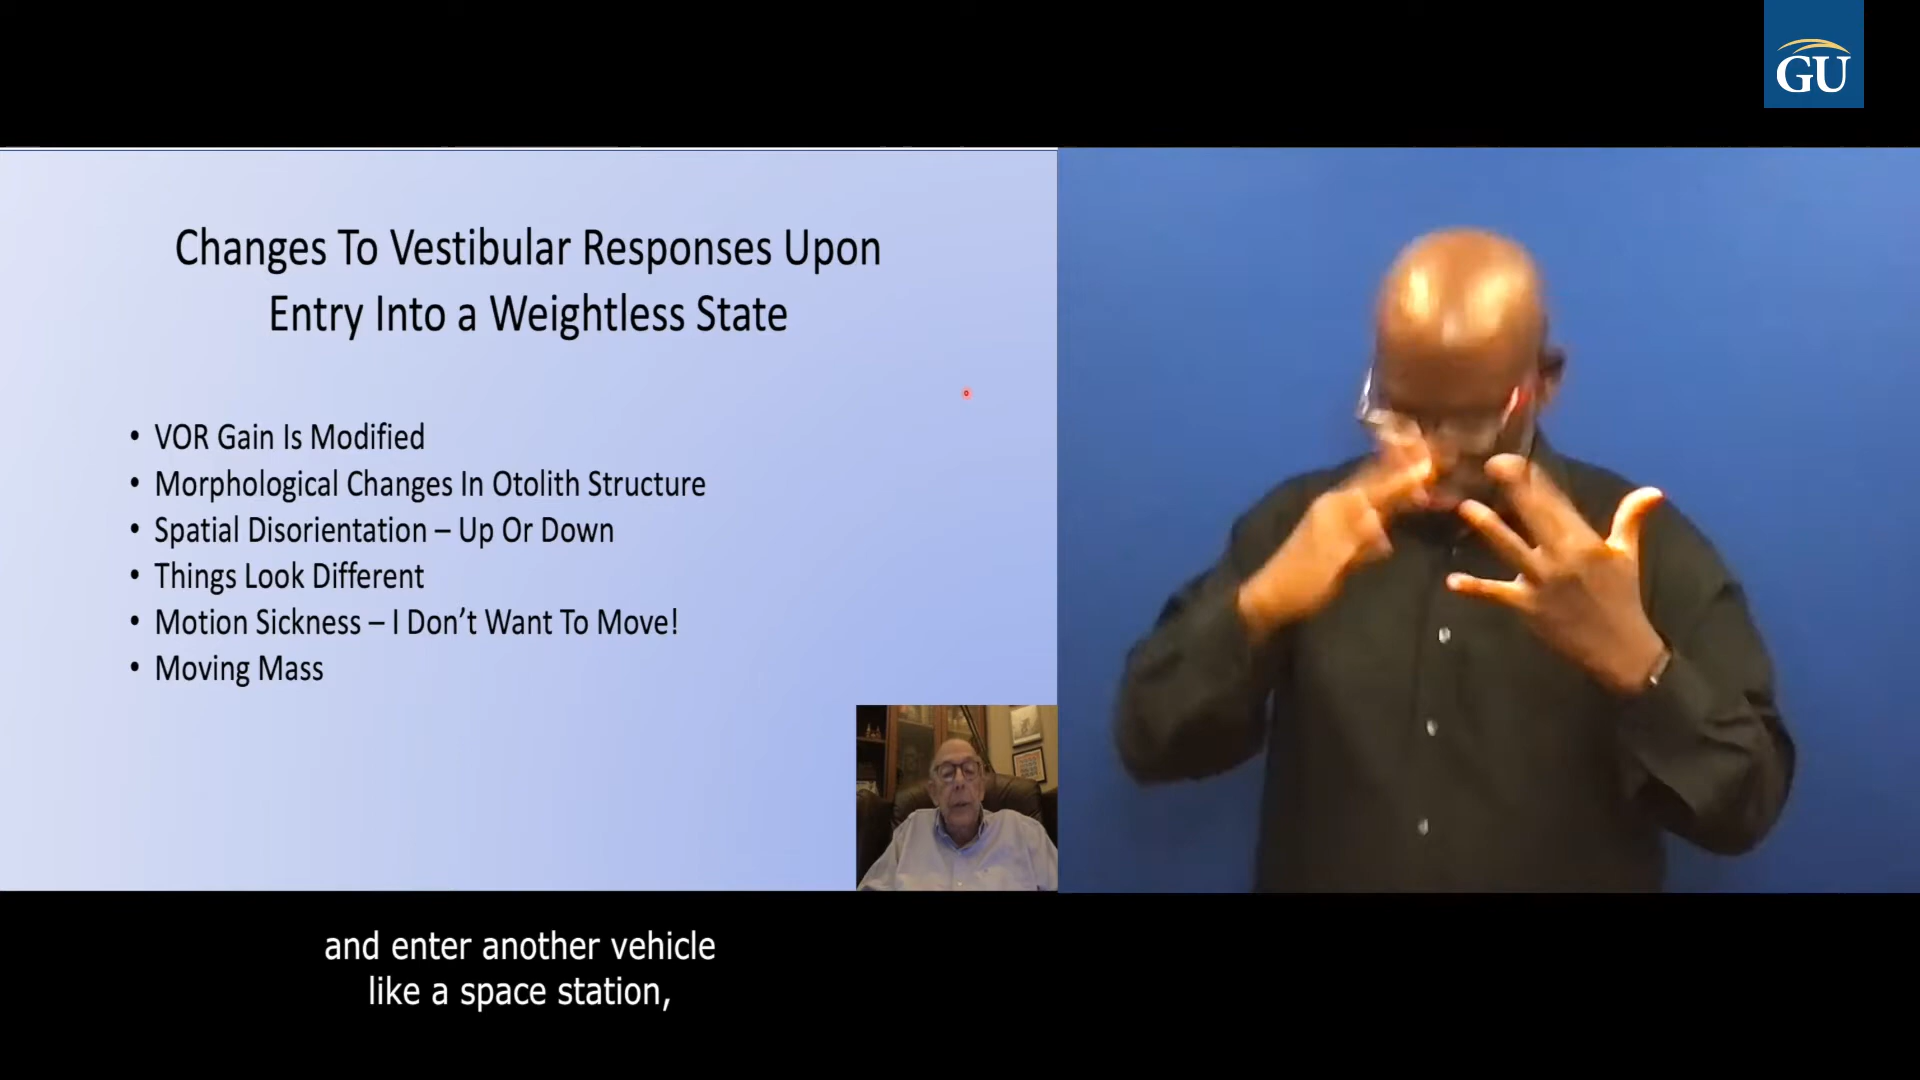 GU
Changes To Vestibular Responses Upon
Entry Into a Weightless State
• VOR Gain Is Modified
• Morphological Changes In Otolith Structure
• Spatial Disorientation – Up Or Down
• Things Look Different
• Motion Sickness – I Don’t Want To Move!
• Moving Mass
and enter another vehicle
like a space station,